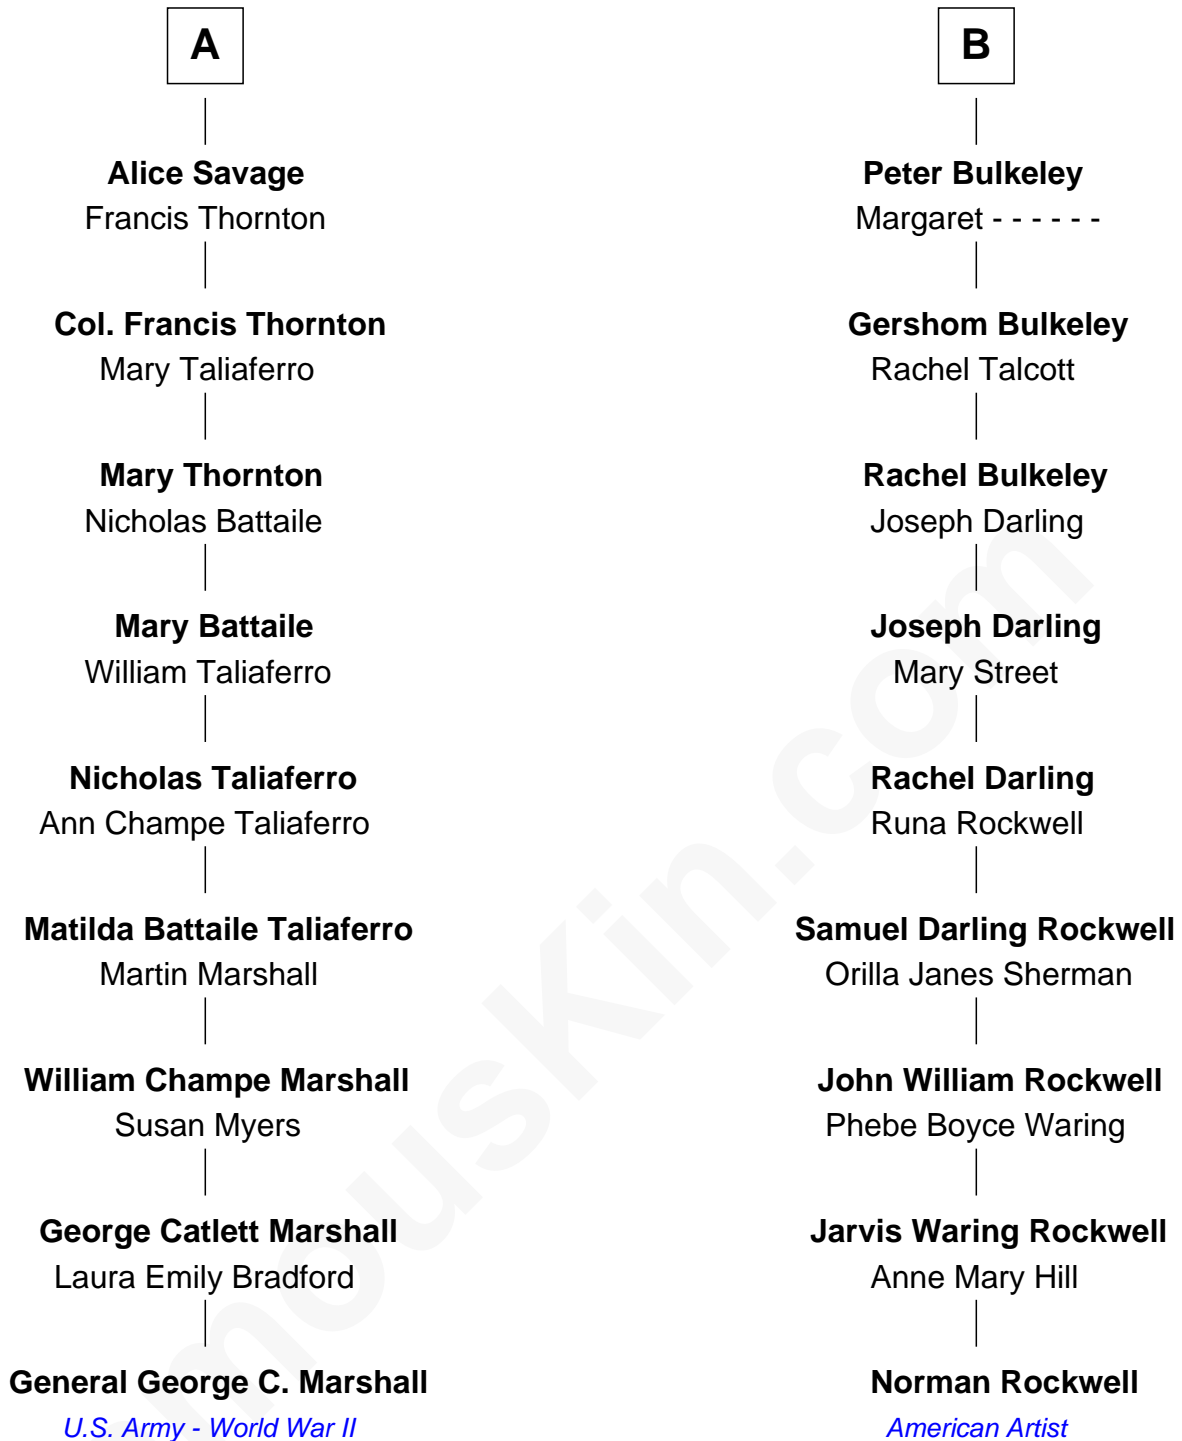 A
B
Alice Savage
Francis Thornton
Peter Bulkeley
Margaret - - - - - -
Col. Francis Thornton
Mary Taliaferro
Gershom Bulkeley
Rachel Talcott
Mary Thornton
Nicholas Battaile
Rachel Bulkeley
Joseph Darling
Mary Battaile
William Taliaferro
Joseph Darling
Mary Street
Nicholas Taliaferro
Ann Champe Taliaferro
Rachel Darling
Runa Rockwell
Matilda Battaile Taliaferro
Martin Marshall
Samuel Darling Rockwell
Orilla Janes Sherman
William Champe Marshall
Susan Myers
John William Rockwell
Phebe Boyce Waring
George Catlett Marshall
Laura Emily Bradford
Jarvis Waring Rockwell
Anne Mary Hill
General George C. Marshall
U.S. Army - World War II
Norman Rockwell
American Artist
mousKin.com